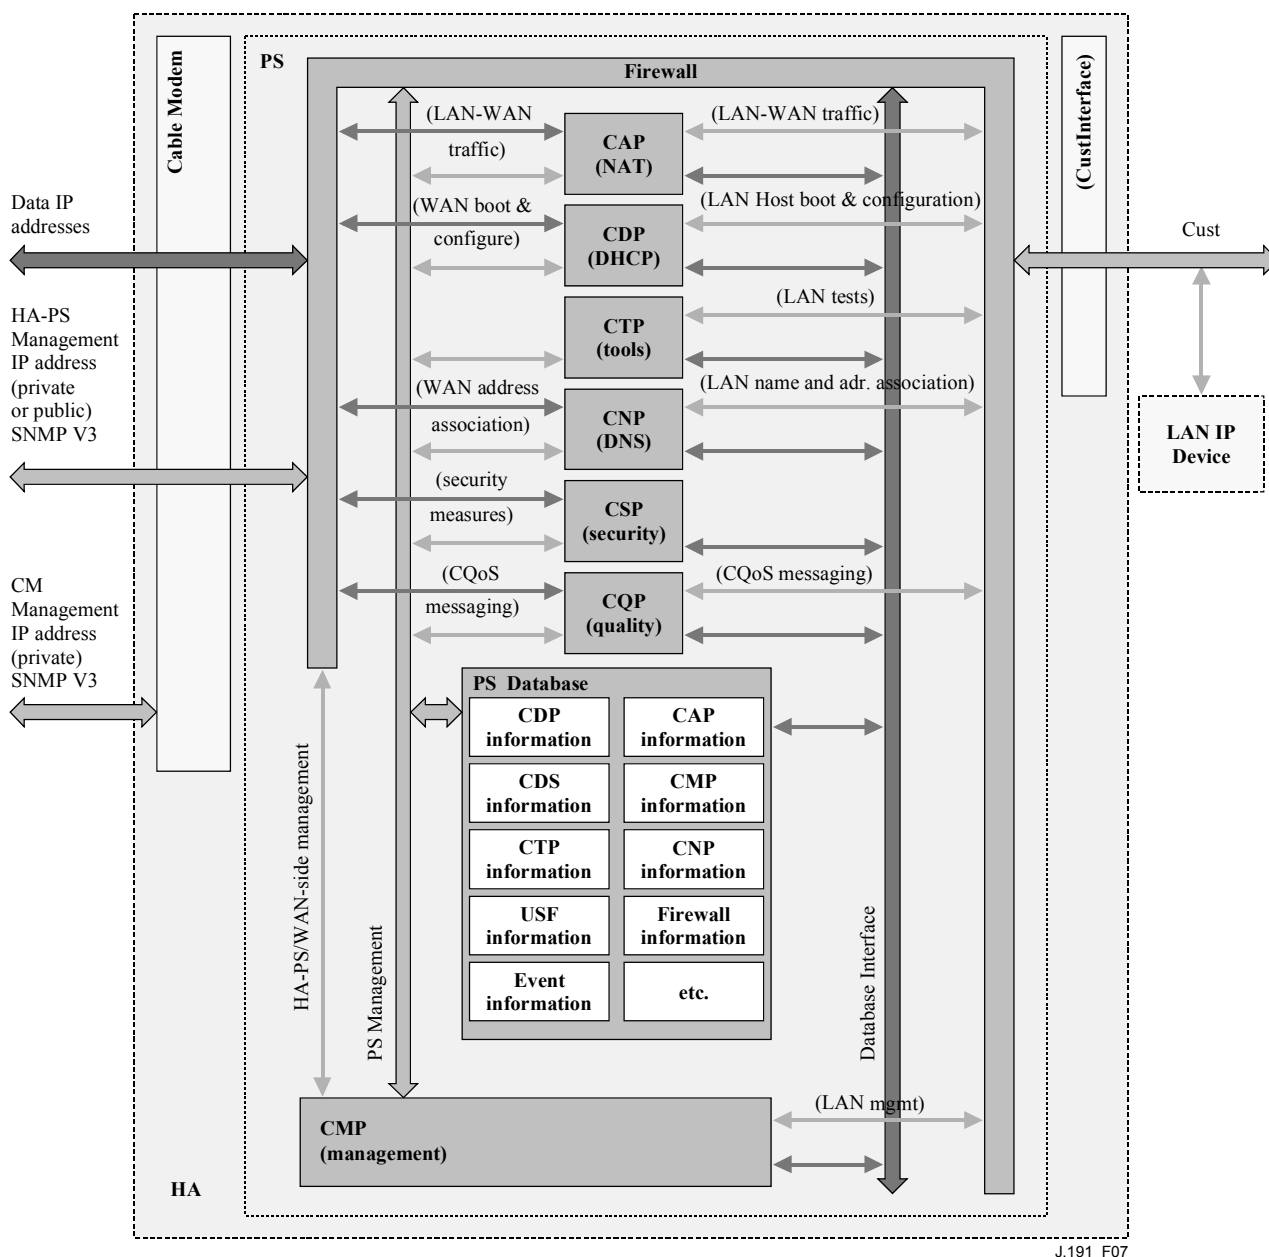 PS
Firewall
Cable Modem
(CustInterface)
(LAN-WAN
traffic)
(LAN-WAN traffic)
CAP
(NAT)
Data IP
addresses
(WAN boot &
configure)
(LAN Host boot & configuration)
CDP
(DHCP)
Cust
HA-PS
Management
IP address
(private
or public)
SNMP V3
(LAN tests)
CTP
(tools)
(WAN address
association)
(LAN name and adr. association)
CNP
(DNS)
LAN IP
Device
(security
measures)
CSP
(security)
CM
Management
IP address
(private)
SNMP V3
(CQoS
messaging)
(CQoS messaging)
CQP
(quality)
PS Database
CDP
information
CAP
information
CDS
information
CMP
information
CTP
information
CNP
information
USF
information
Firewall
information
Event
information
etc.
HA-PS/WAN-side management
PS Management
Database Interface
(LAN mgmt)
CMP
(management)
HA
J.191_F07